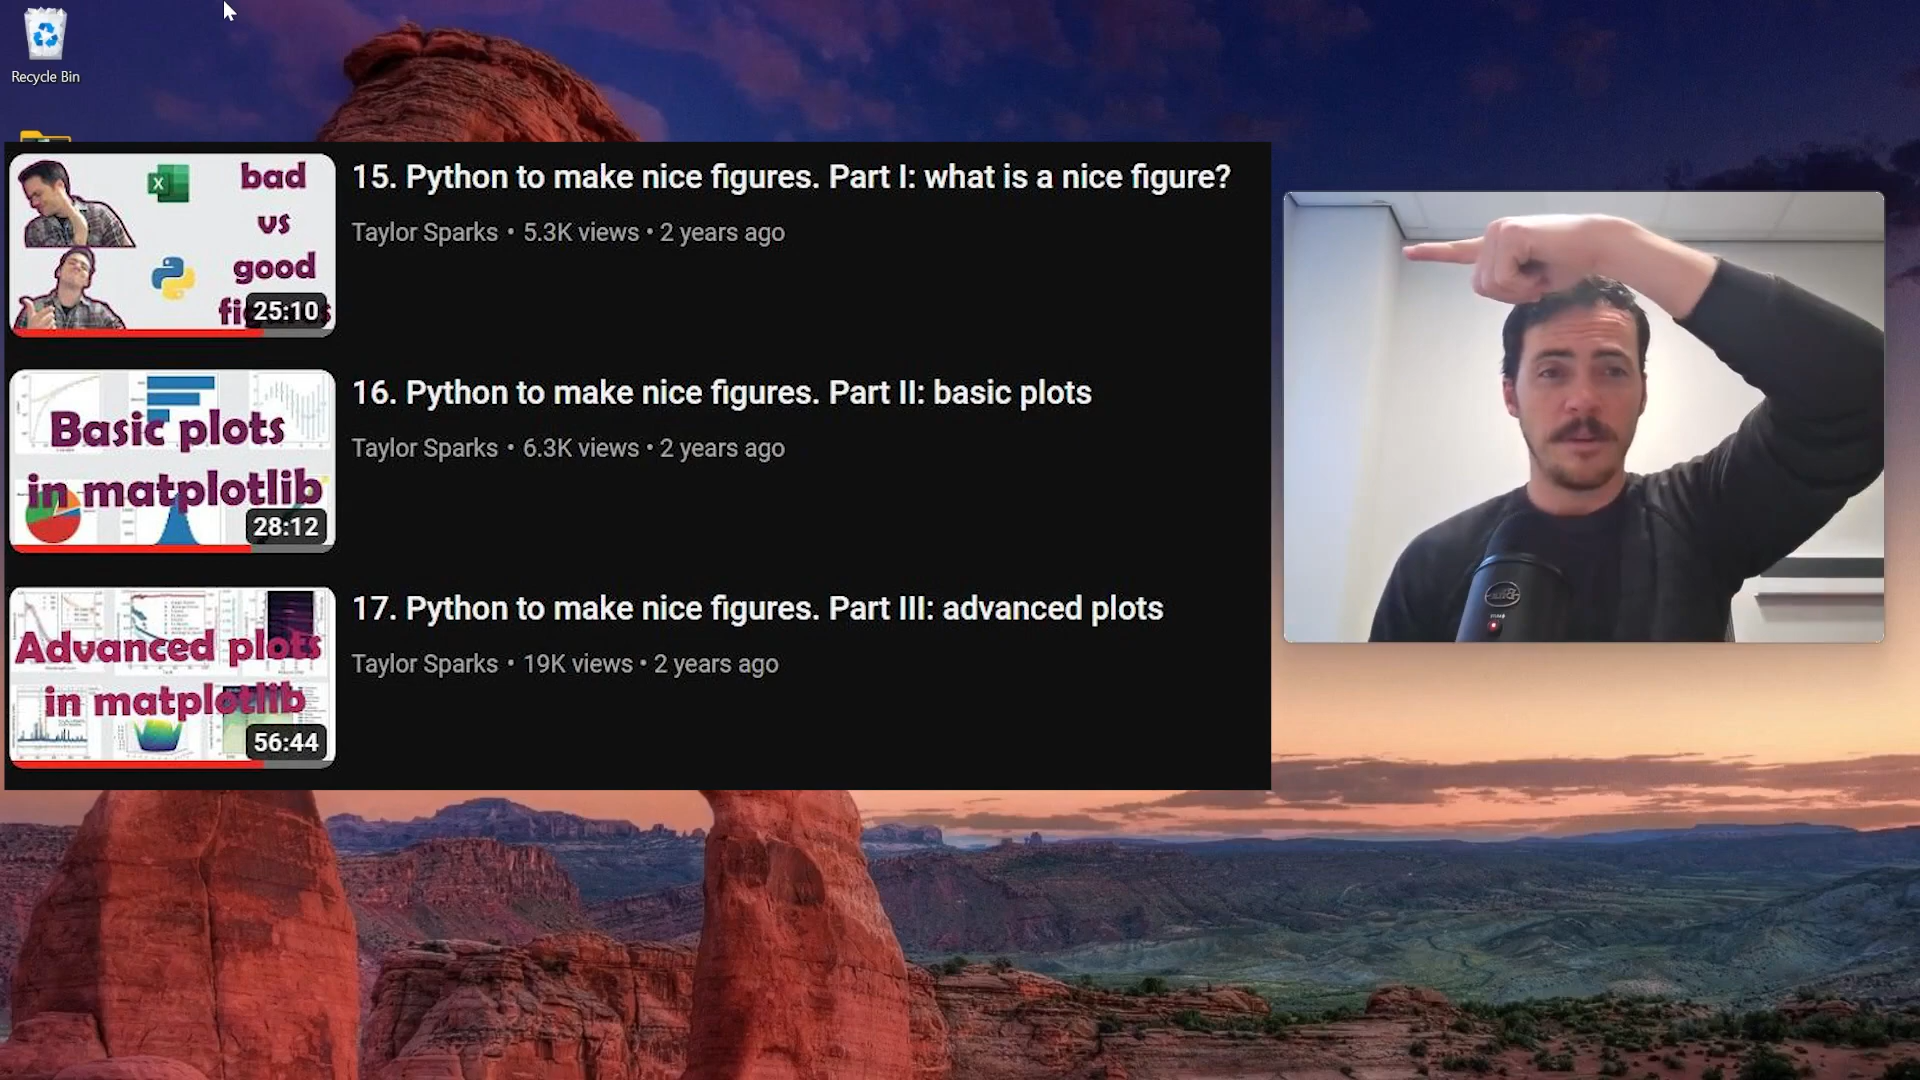 Recycle Bin
bad
vs
good
25:10
15. Python to make nice figures. Part I: what is a nice figure?
Taylor Sparks • 5.3K views • 2 years ago
Basic plots
in matplotlib
28:12
16. Python to make nice figures. Part II: basic plots
Taylor Sparks • 6.3K views • 2 years ago
Advanced plots
in matplotlib
56:44
17. Python to make nice figures. Part III: advanced plots
Taylor Sparks • 19K views • 2 years ago